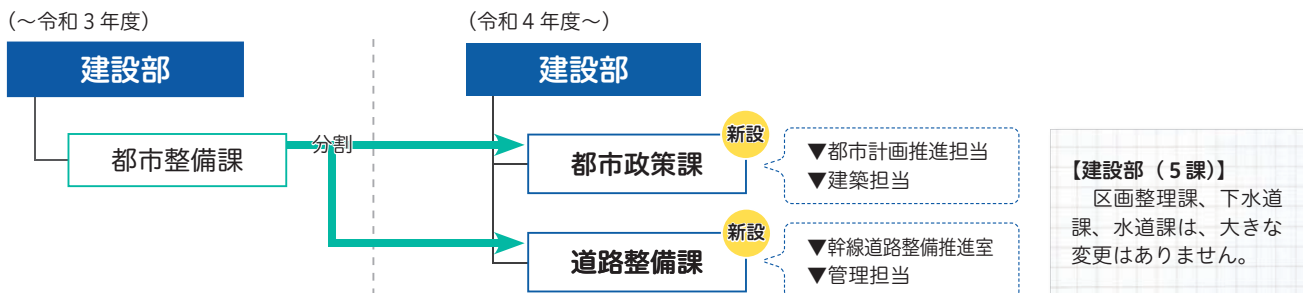 （〜令和３年度）
建設部
都市整備課
分割
（令和４年度〜）
建設部
新設
都市政策課
▼都市計画推進担当
▼建築担当
新設
道路整備課
▼幹線道路整備推進室
▼管理担当
【建設部（５課）】
区画整理課、下水道
課、水道課は、大きな
変更はありません。